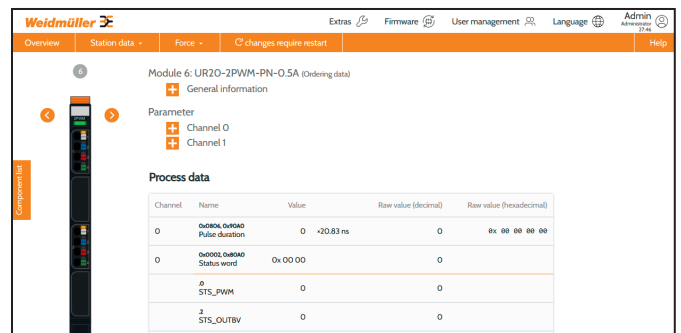 Weidmüller
Extras
Firmware
User management
Language
Admin
Administrator
27:46
Overview
Station data
Force
changes require restart
Help
6
Module 6: UR20-2PWM-PN-0.5A (Ordering data)
General information
2PWM
Parameter
Channel 0
Channel 1
Component list
Process data
Channel Name Value Raw value (decimal) Raw value (hexadecimal)
0x0806, 0x90A0
0 Pulse duration 0 ×20.83 ns 0 0x 00 00 00 00
0x0002, 0x80A0
0 Status word 0x 00 00 0
.0
STS_PWM 0 0
.2
STS_OUTBV 0 0